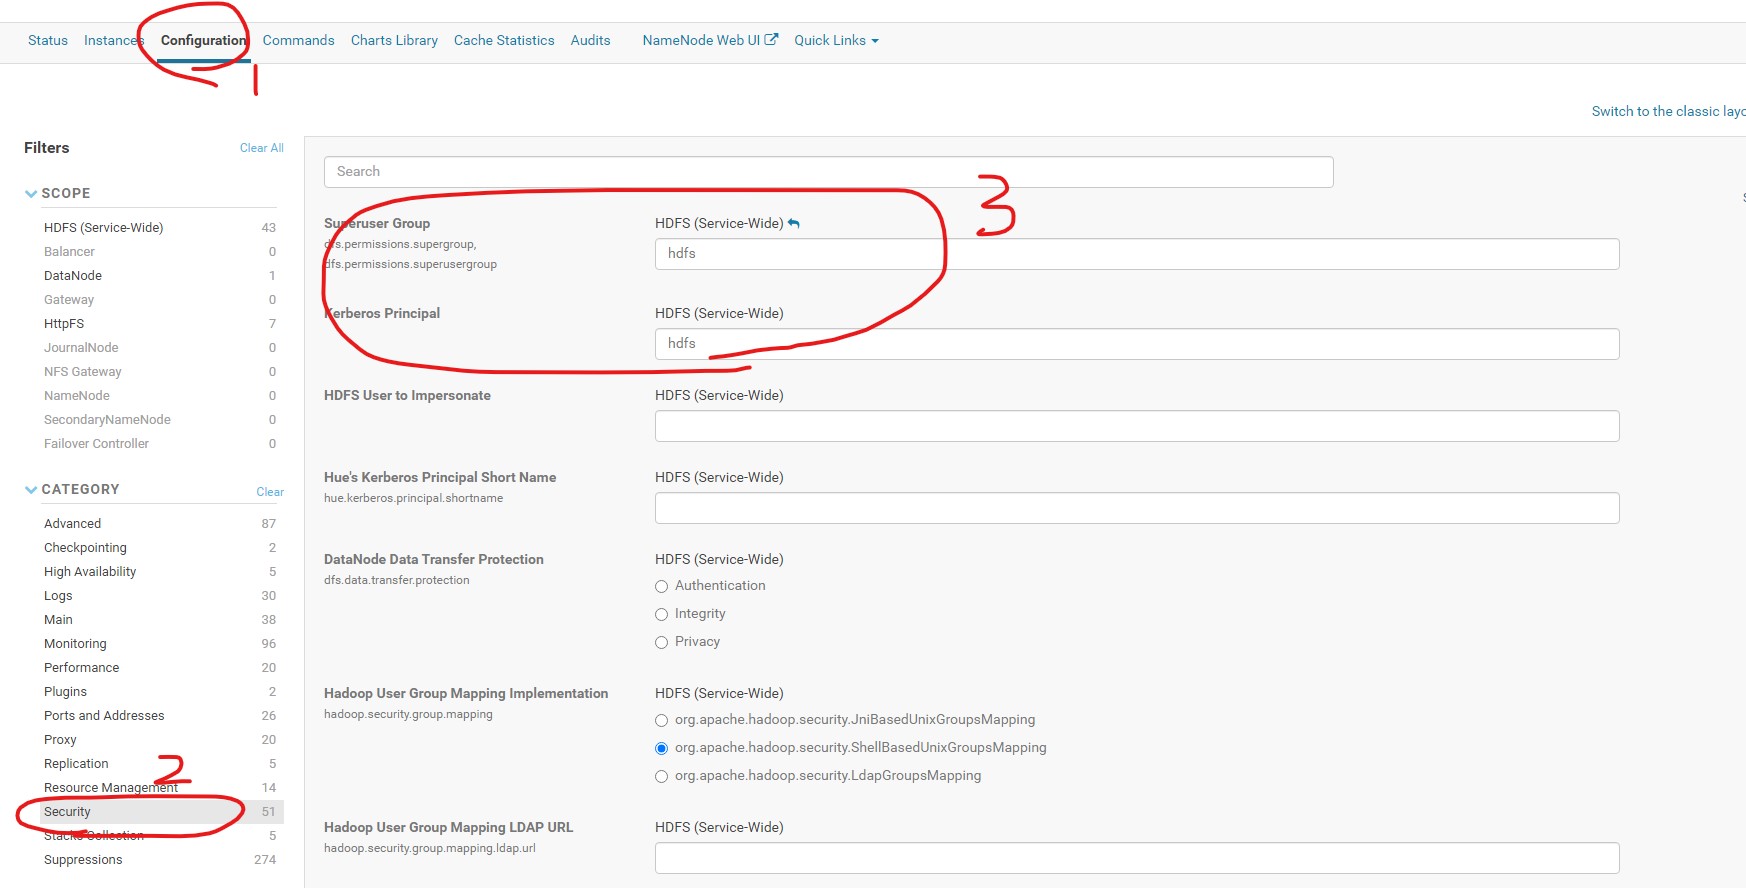 Status Instances Configuration Commands Charts Library Cache Statistics Audits NameNode Web UI Quick Links
1
Switch to the classic layo
Filters Clear All
SCOPE
HDFS (Service-Wide) 43
Balancer 0
DataNode 1
Gateway 0
HttpFS 7
JournalNode 0
NFS Gateway 0
NameNode 0
SecondaryNameNode 0
Failover Controller 0
CATEGORY Clear
Advanced 87
Checkpointing 2
High Availability 5
Logs 30
Main 38
Monitoring 96
Performance 20
Plugins 2
Ports and Addresses 26
Proxy 20
Replication 5
2
Resource Management 14
Security 51
Stacks Collection 5
Suppressions 274
Search
3
Superuser Group HDFS (Service-Wide)
dfs.permissions.supergroup,
dfs.permissions.superusergroup
hdfs
Kerberos Principal HDFS (Service-Wide)
hdfs
HDFS User to Impersonate HDFS (Service-Wide)
Hue's Kerberos Principal Short Name HDFS (Service-Wide)
hue.kerberos.principal.shortname
DataNode Data Transfer Protection HDFS (Service-Wide)
dfs.data.transfer.protection
Authentication
Integrity
Privacy
Hadoop User Group Mapping Implementation HDFS (Service-Wide)
hadoop.security.group.mapping
org.apache.hadoop.security.JniBasedUnixGroupsMapping
org.apache.hadoop.security.ShellBasedUnixGroupsMapping
org.apache.hadoop.security.LdapGroupsMapping
Hadoop User Group Mapping LDAP URL HDFS (Service-Wide)
hadoop.security.group.mapping.ldap.url